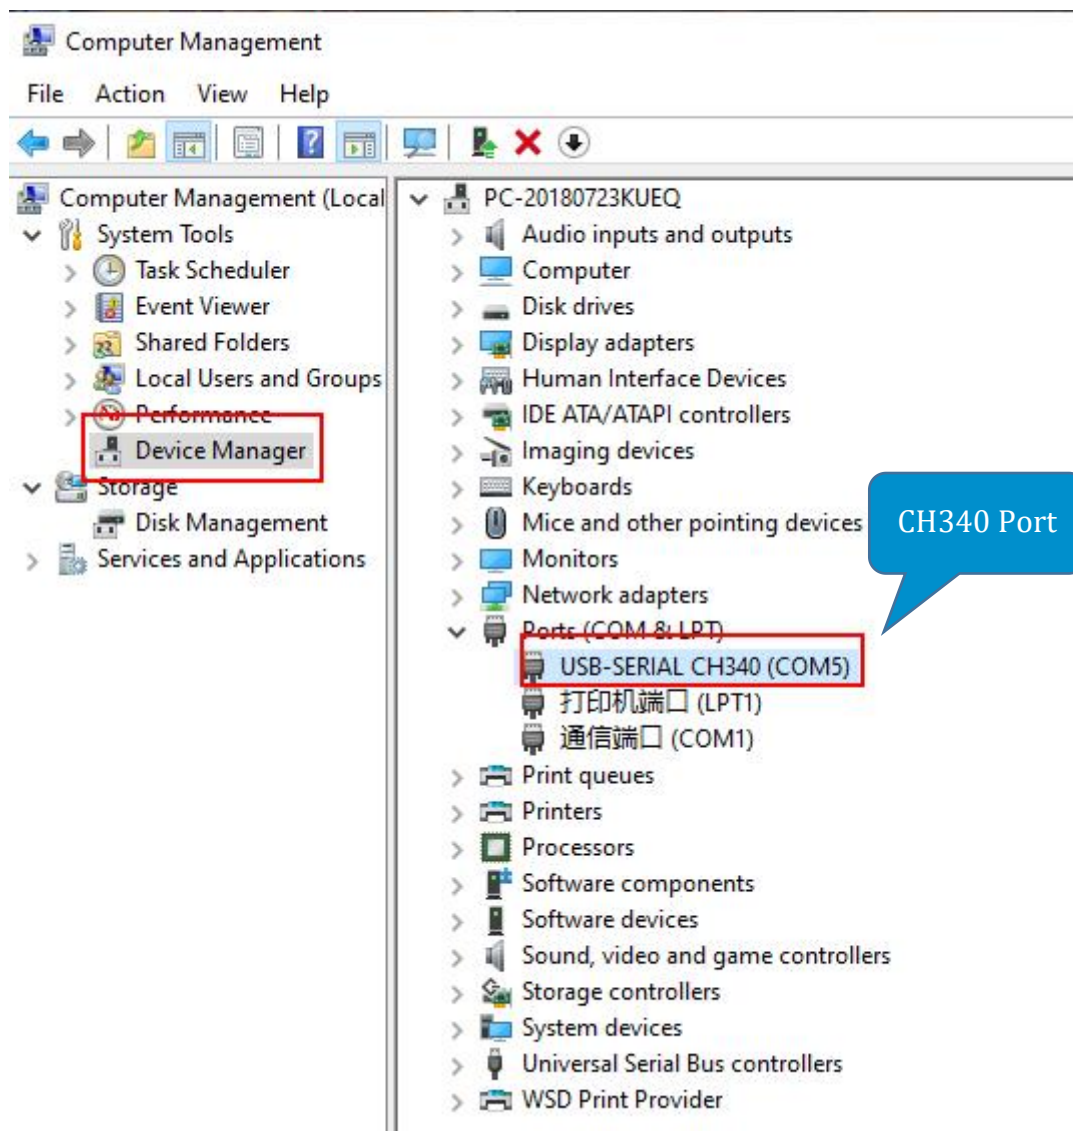 Computer Management
File Action View Help
Computer Management (Local
System Tools
Task Scheduler
Event Viewer
Shared Folders
Local Users and Groups
Performance
Device Manager
Storage
Disk Management
Services and Applications
PC-20180723KUEQ
Audio inputs and outputs
Computer
Disk drives
Display adapters
Human Interface Devices
IDE ATA/ATAPI controllers
Imaging devices
Keyboards
Mice and other pointing devices
Monitors
Network adapters
Ports (COM & LPT)
USB-SERIAL CH340 (COM5)
打印机端口 (LPT1)
通信端口 (COM1)
Print queues
Printers
Processors
Software components
Software devices
Sound, video and game controllers
Storage controllers
System devices
Universal Serial Bus controllers
WSD Print Provider
CH340 Port